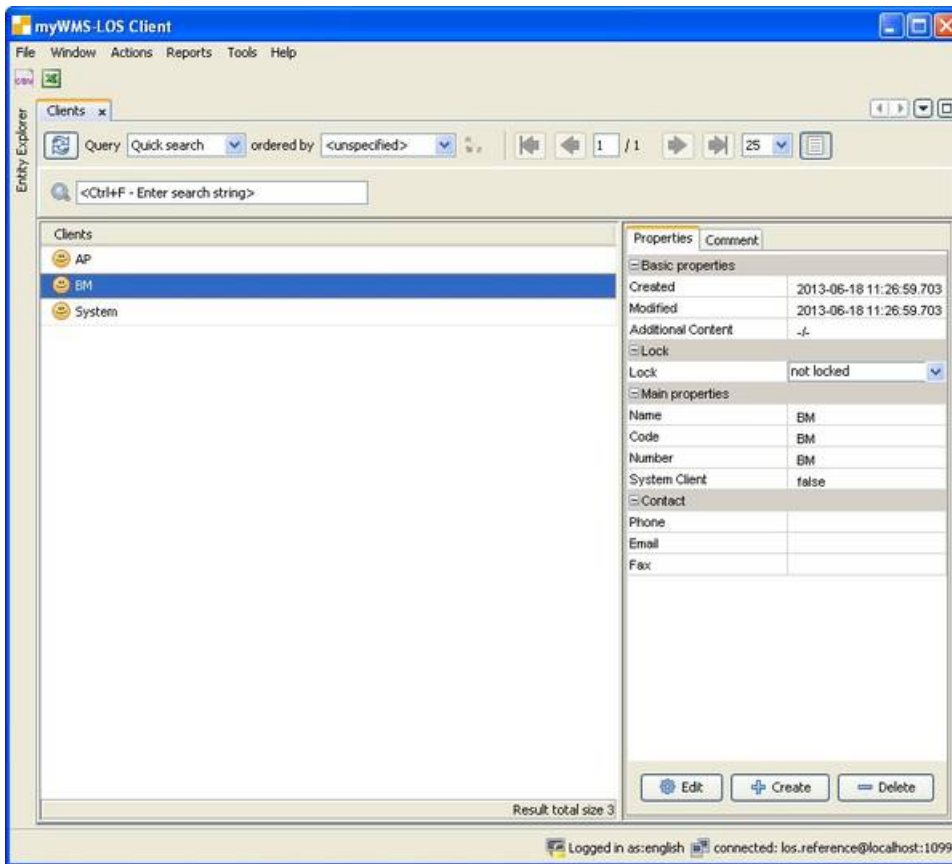 myWMS-LOS Client
File Window Actions Reports Tools Help
CSV
Entity Explorer
Clients x
Query Quick search ordered by <unspecified> 1 / 1 25
<Ctrl+F - Enter search string>
Clients
AP
BM
System
Result total size 3
Properties Comment
Basic properties
Created 2013-06-18 11:26:59.703
Modified 2013-06-18 11:26:59.703
Additional Content -/-
Lock
Lock not locked
Main properties
Name BM
Code BM
Number BM
System Client false
Contact
Phone
Email
Fax
Edit Create Delete
Logged in as:english connected: los.reference@localhost:1099